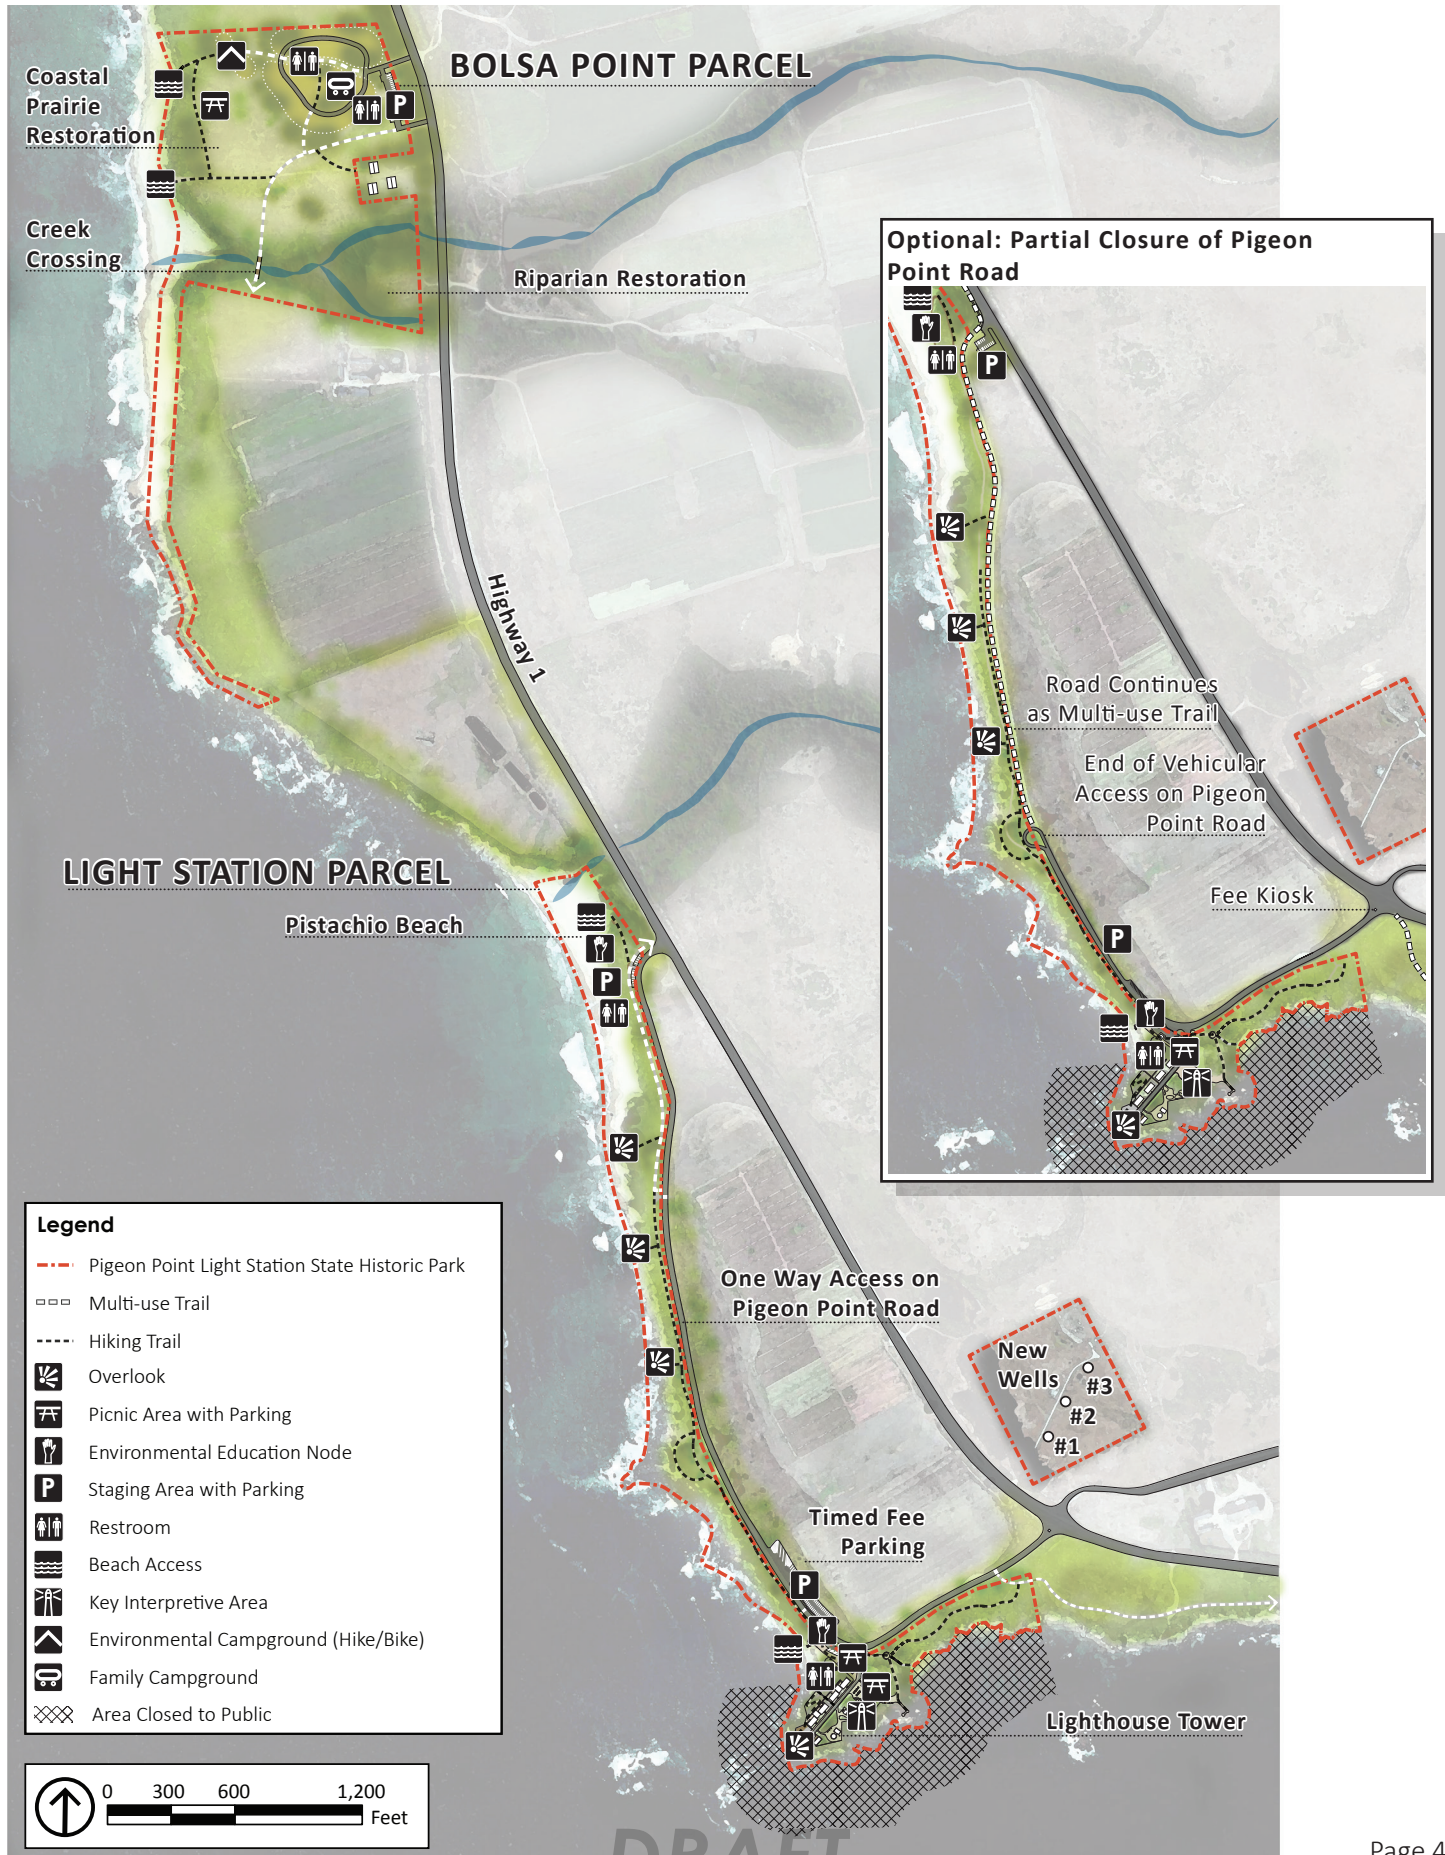 BOLSA POINT PARCEL
Coastal
Prairie
Restoration
P
Creek
Crossing
Riparian Restoration
Highway 1
LIGHT STATION PARCEL
Pistachio Beach
P
One Way Access on
Pigeon Point Road
New
Wells
#3
#2
#1
Timed Fee
Parking
P
Lighthouse Tower
Optional: Partial Closure of Pigeon
Point Road
P
Road Continues
as Multi-use Trail
End of Vehicular
Access on Pigeon
Point Road
Fee Kiosk
P
Legend
Pigeon Point Light Station State Historic Park
Multi-use Trail
Hiking Trail
Overlook
Picnic Area with Parking
Environmental Education Node
P
Staging Area with Parking
Restroom
Beach Access
Key Interpretive Area
Environmental Campground (Hike/Bike)
Family Campground
Area Closed to Public
0 300 600 1,200
Feet
DRAFT
Page 4